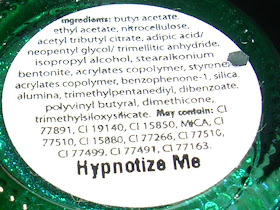 Ingredients: butyl acetate,
ethyl acetate, nitrocellulose,
acetyl tributyl citrate, adipic acid/
neopentyl glycol/ trimellitic anhydride,
isopropyl alcohol, stearalkonium
bentonite, acrylates copolymer, styrene/
acrylates copolymer, benzophenone-1, silica,
alumina, trimethylpentanediyl, dibenzoate,
polyvinyl butyral, dimethicone,
trimethylsiloxysilicate. May contain: CI
77891, CI 19140, CI 15850, MICA, CI
77510, CI 15880, CI 77266, CI 77510,
CI 77499, CI 77491, CI 77163.
Hypnotize Me